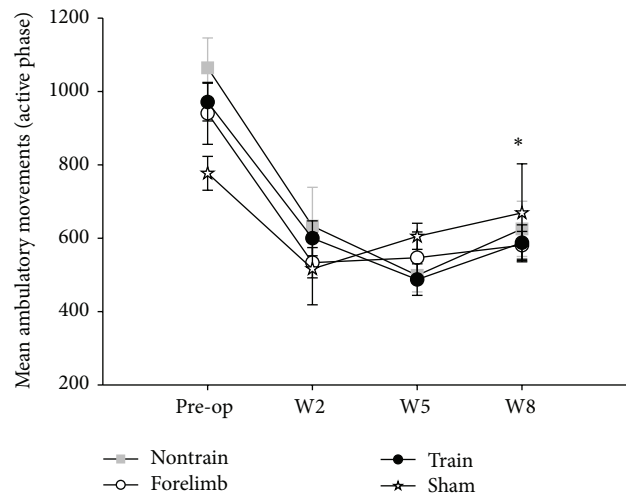 1200
1000
800
600
400
200
Mean ambulatory movements (active phase)
*
Pre-op W2 W5 W8
Nontrain Train
Forelimb Sham